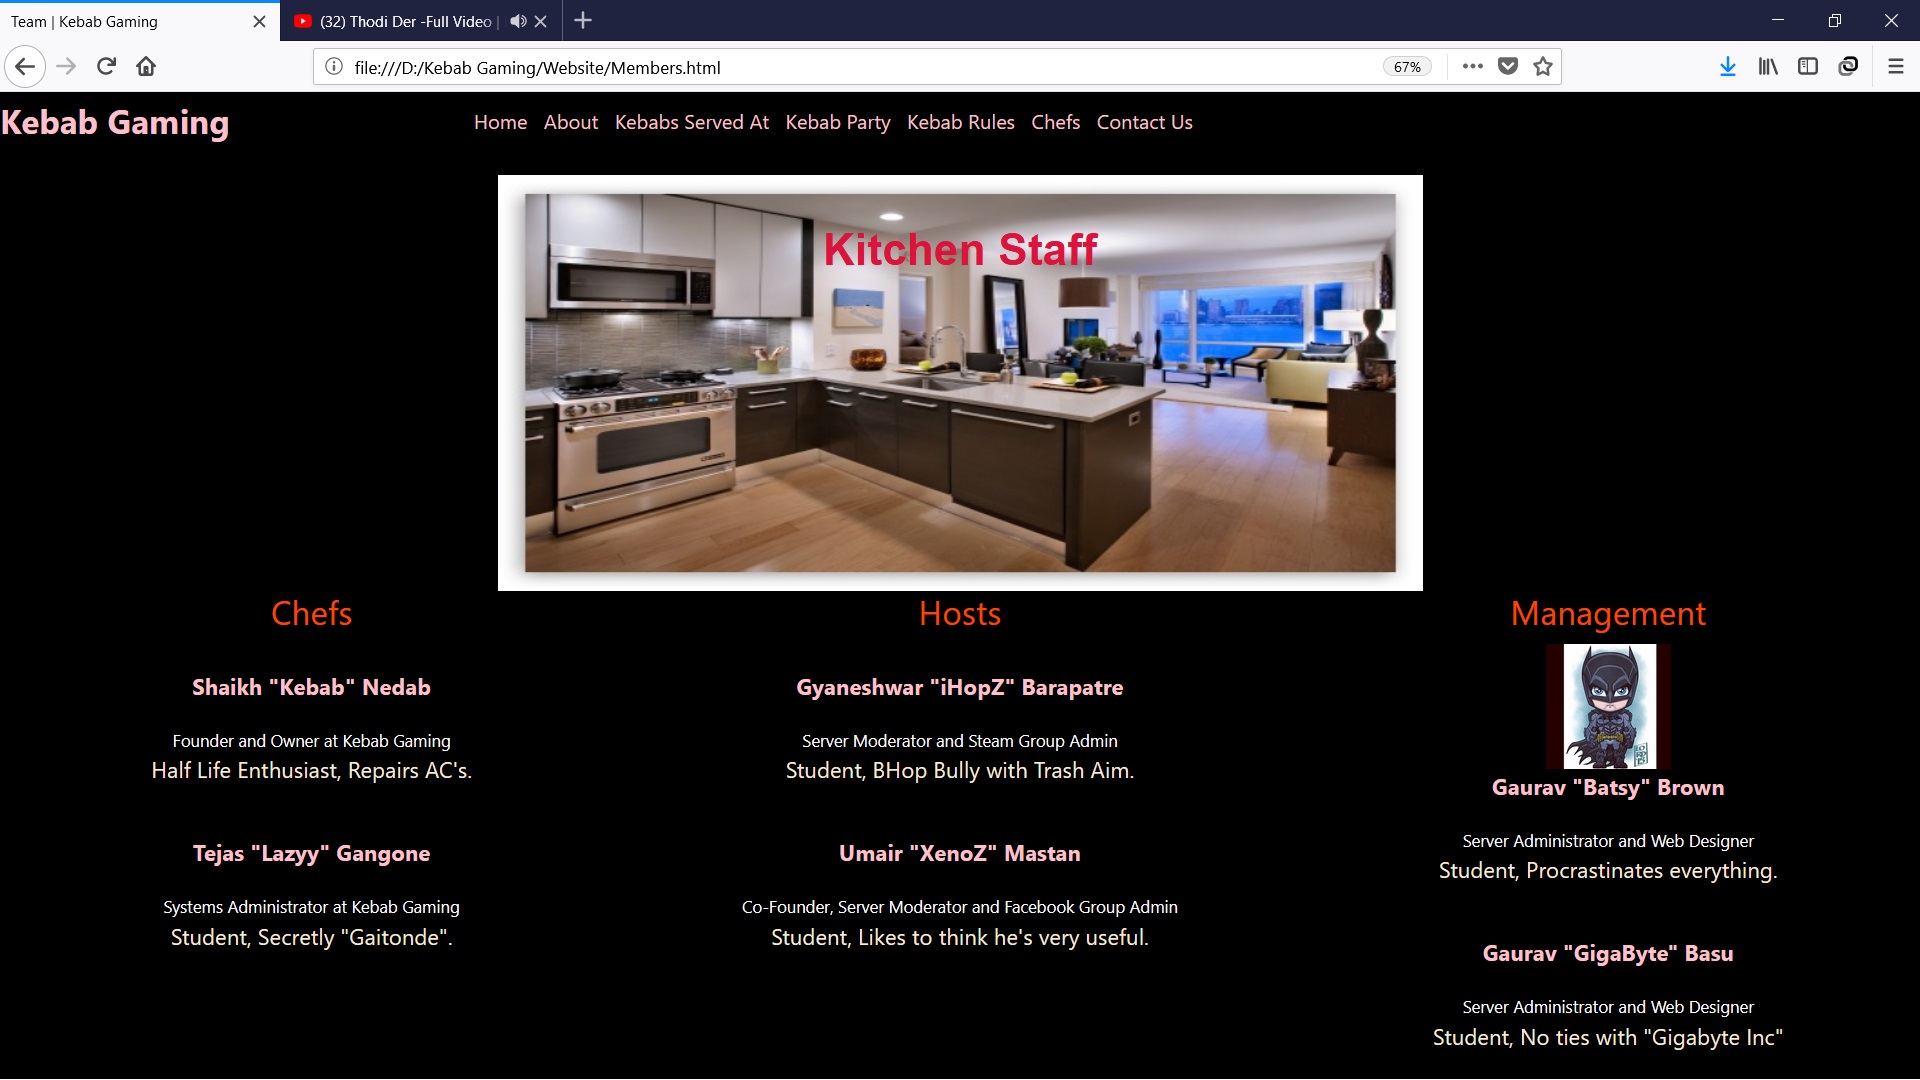 Team | Kebab Gaming
(32) Thodi Der -Full Video |
file:///D:/Kebab Gaming/Website/Members.html
67%
Kebab Gaming
Home About Kebabs Served At Kebab Party Kebab Rules Chefs Contact Us
Kitchen Staff
Chefs
Shaikh "Kebab" Nedab
Founder and Owner at Kebab Gaming
Half Life Enthusiast, Repairs AC's.
Tejas "Lazyy" Gangone
Systems Administrator at Kebab Gaming
Student, Secretly "Gaitonde".
Hosts
Gyaneshwar "iHopZ" Barapatre
Server Moderator and Steam Group Admin
Student, BHop Bully with Trash Aim.
Umair "XenoZ" Mastan
Co-Founder, Server Moderator and Facebook Group Admin
Student, Likes to think he's very useful.
Management
Gaurav "Batsy" Brown
Server Administrator and Web Designer
Student, Procrastinates everything.
Gaurav "GigaByte" Basu
Server Administrator and Web Designer
Student, No ties with "Gigabyte Inc"